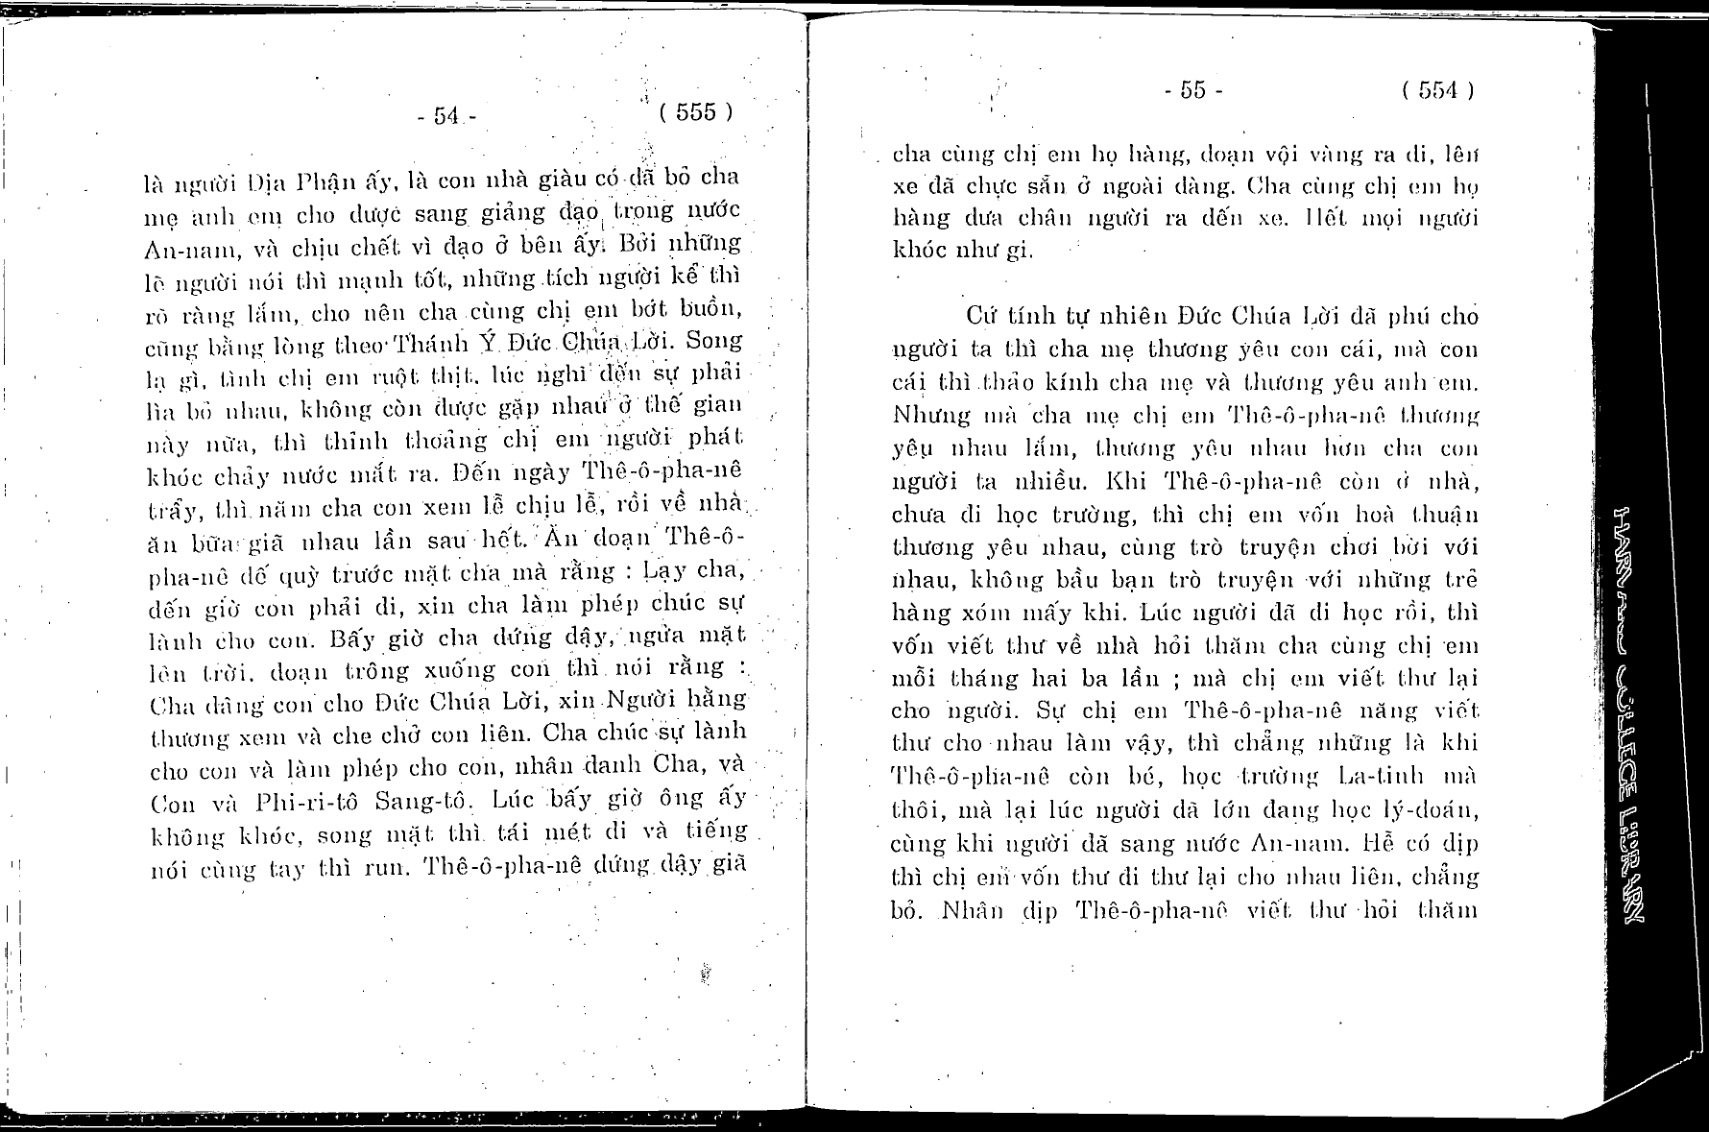 - 54 - ( 555 )
là người Địa Phận ấy, là con nhà giàu có đã bỏ cha
mẹ anh em cho được sang giảng đạo trong nước
An-nam, và chịu chết vì đạo ở bên ấy. Bởi những
lẽ người nói thì mạnh tốt, những tích người kể thì
rõ ràng lắm, cho nên cha cùng chị em bớt buồn,
cũng bằng lòng theo Thánh Ý Đức Chúa Lời. Song
lạ gì, tình chị em ruột thịt, lúc nghĩ đến sự phải
lìa bỏ nhau, không còn được gặp nhau ở thế gian
này nữa, thì thỉnh thoảng chị em người phát
khóc chảy nước mắt ra. Đến ngày Thê-ô-pha-nê
trẩy, thì năm cha con xem lễ chịu lễ, rồi về nhà
ăn bữa giã nhau lần sau hết. Ăn đoạn Thê-ô-
pha-nê đế quỳ trước mặt cha mà rằng : Lạy cha,
đến giờ con phải đi, xin cha làm phép chúc sự
lành cho con. Bấy giờ cha đứng dậy, ngửa mặt
lên trời, đoạn trông xuống con thì nói rằng :
Cha dâng con cho Đức Chúa Lời, xin Người hằng
thương xem và che chở con liên. Cha chúc sự lành
cho con và làm phép cho con, nhân danh Cha, và
Con và Phi-ri-tô Sang-tô. Lúc bấy giờ ông ấy
không khóc, song mặt thì tái mét đi và tiếng
nói cùng tay thì run. Thê-ô-pha-nê đứng dậy giã
- 55 - ( 554 )
cha cùng chị em họ hàng, đoạn vội vàng ra đi, lên
xe đã chực sẵn ở ngoài đàng. Cha cùng chị em họ
hàng đưa chân người ra đến xe. Hết mọi người
khóc như gi.
Cứ tính tự nhiên Đức Chúa Lời đã phú cho
người ta thì cha mẹ thương yêu con cái, mà con
cái thì thảo kính cha mẹ và thương yêu anh em.
Nhưng mà cha mẹ chị em Thê-ô-pha-nê thương
yêu nhau lắm, thương yêu nhau hơn cha con
người ta nhiều. Khi Thê-ô-pha-nê còn ở nhà,
chưa đi học trường, thì chị em vốn hoà thuận
thương yêu nhau, cùng trò truyện chơi bời với
nhau, không bầu bạn trò truyện với những trẻ
hàng xóm mấy khi. Lúc người đã đi học rồi, thì
vốn viết thư về nhà hỏi thăm cha cùng chị em
mỗi tháng hai ba lần ; mà chị em viết thư lại
cho người. Sự chị em Thê-ô-pha-nê năng viết
thư cho nhau làm vậy, thì chẳng những là khi
Thê-ô-pha-nê còn bé, học trường La-tinh mà
thôi, mà lại lúc người đã lớn đang học lý-đoán,
cùng khi người đã sang nước An-nam. Hễ có dịp
thì chị em vốn thư đi thư lại cho nhau liên, chẳng
bỏ. Nhân dịp Thê-ô-pha-nê viết thư hỏi thăm
HARVARD COLLEGE LIBRARY